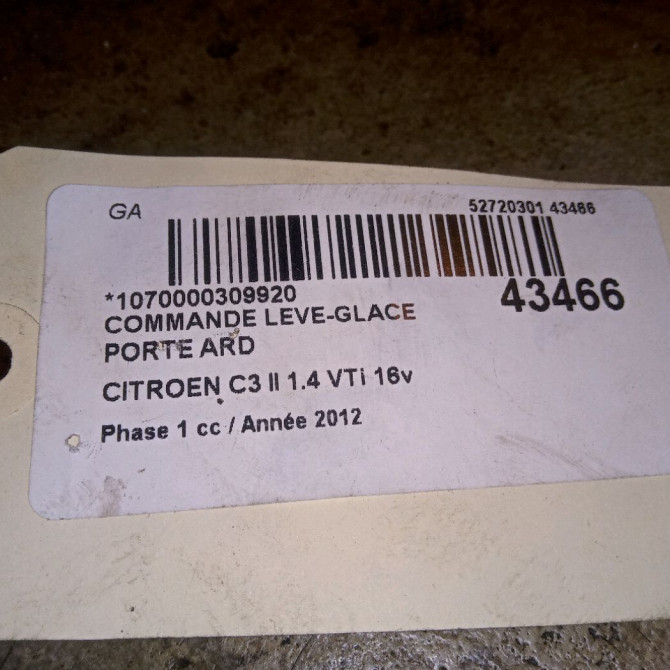 GA
52720301 43466
*1070000309920
43466
COMMANDE LEVE-GLACE
PORTE ARD
CITROEN C3 II 1.4 VTi 16v
Phase 1 cc / Année 2012